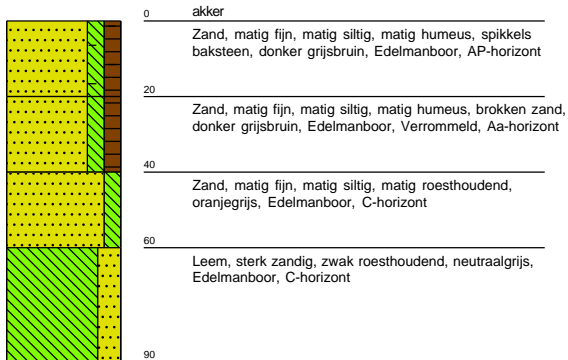 0 akker
Zand, matig fijn, matig siltig, matig humeus, spikkels
baksteen, donker grijsbruin, Edelmanboor, AP-horizont
20
Zand, matig fijn, matig siltig, matig humeus, brokken zand,
donker grijsbruin, Edelmanboor, Verrommeld, Aa-horizont
40
Zand, matig fijn, matig siltig, matig roesthoudend,
oranjegrijs, Edelmanboor, C-horizont
60
Leem, sterk zandig, zwak roesthoudend, neutraalgrijs,
Edelmanboor, C-horizont
90